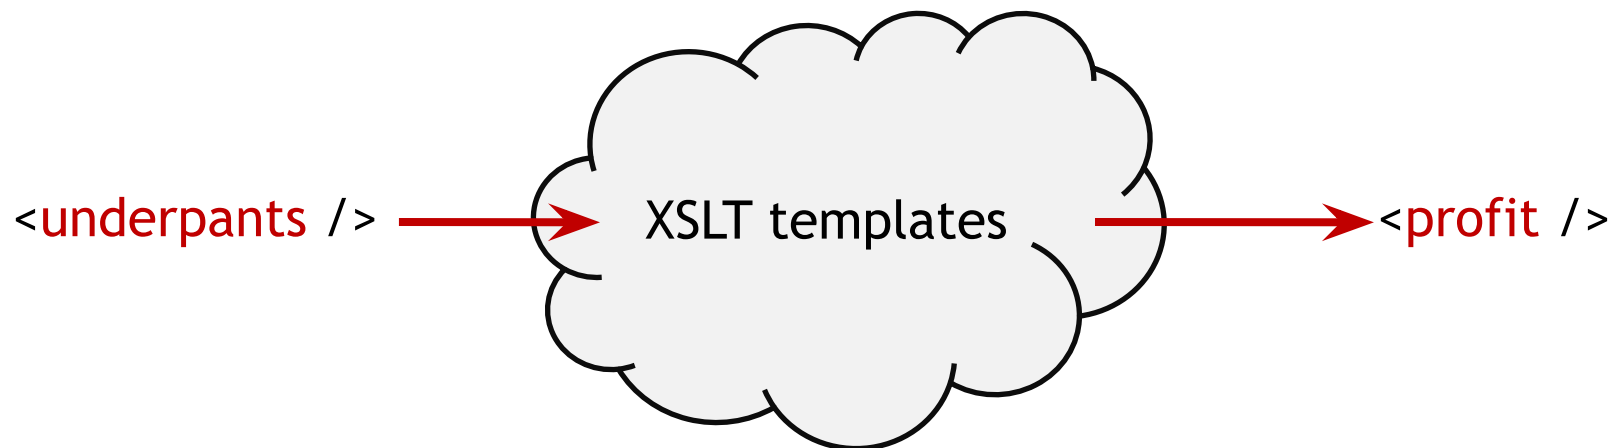 <underpants />
XSLT templates
<profit />